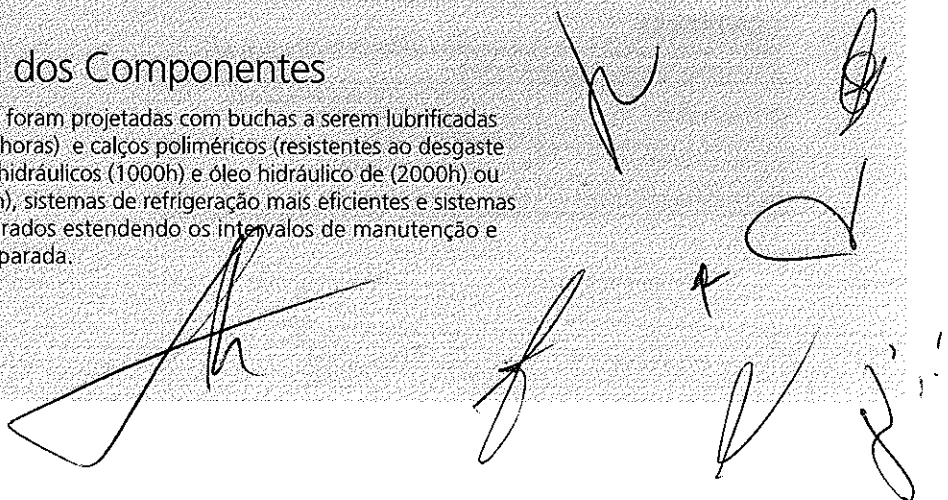 dos Componentes
foram projetadas com buchas a serem lubrificadas
horas) e calços poliméricos (resistentes ao desgaste
hidráulicos (1000h) e óleo hidráulico de (2000h) ou
), sistemas de refrigeração mais eficientes e sistemas
rados estendendo os intervalos de manutenção e
parada.